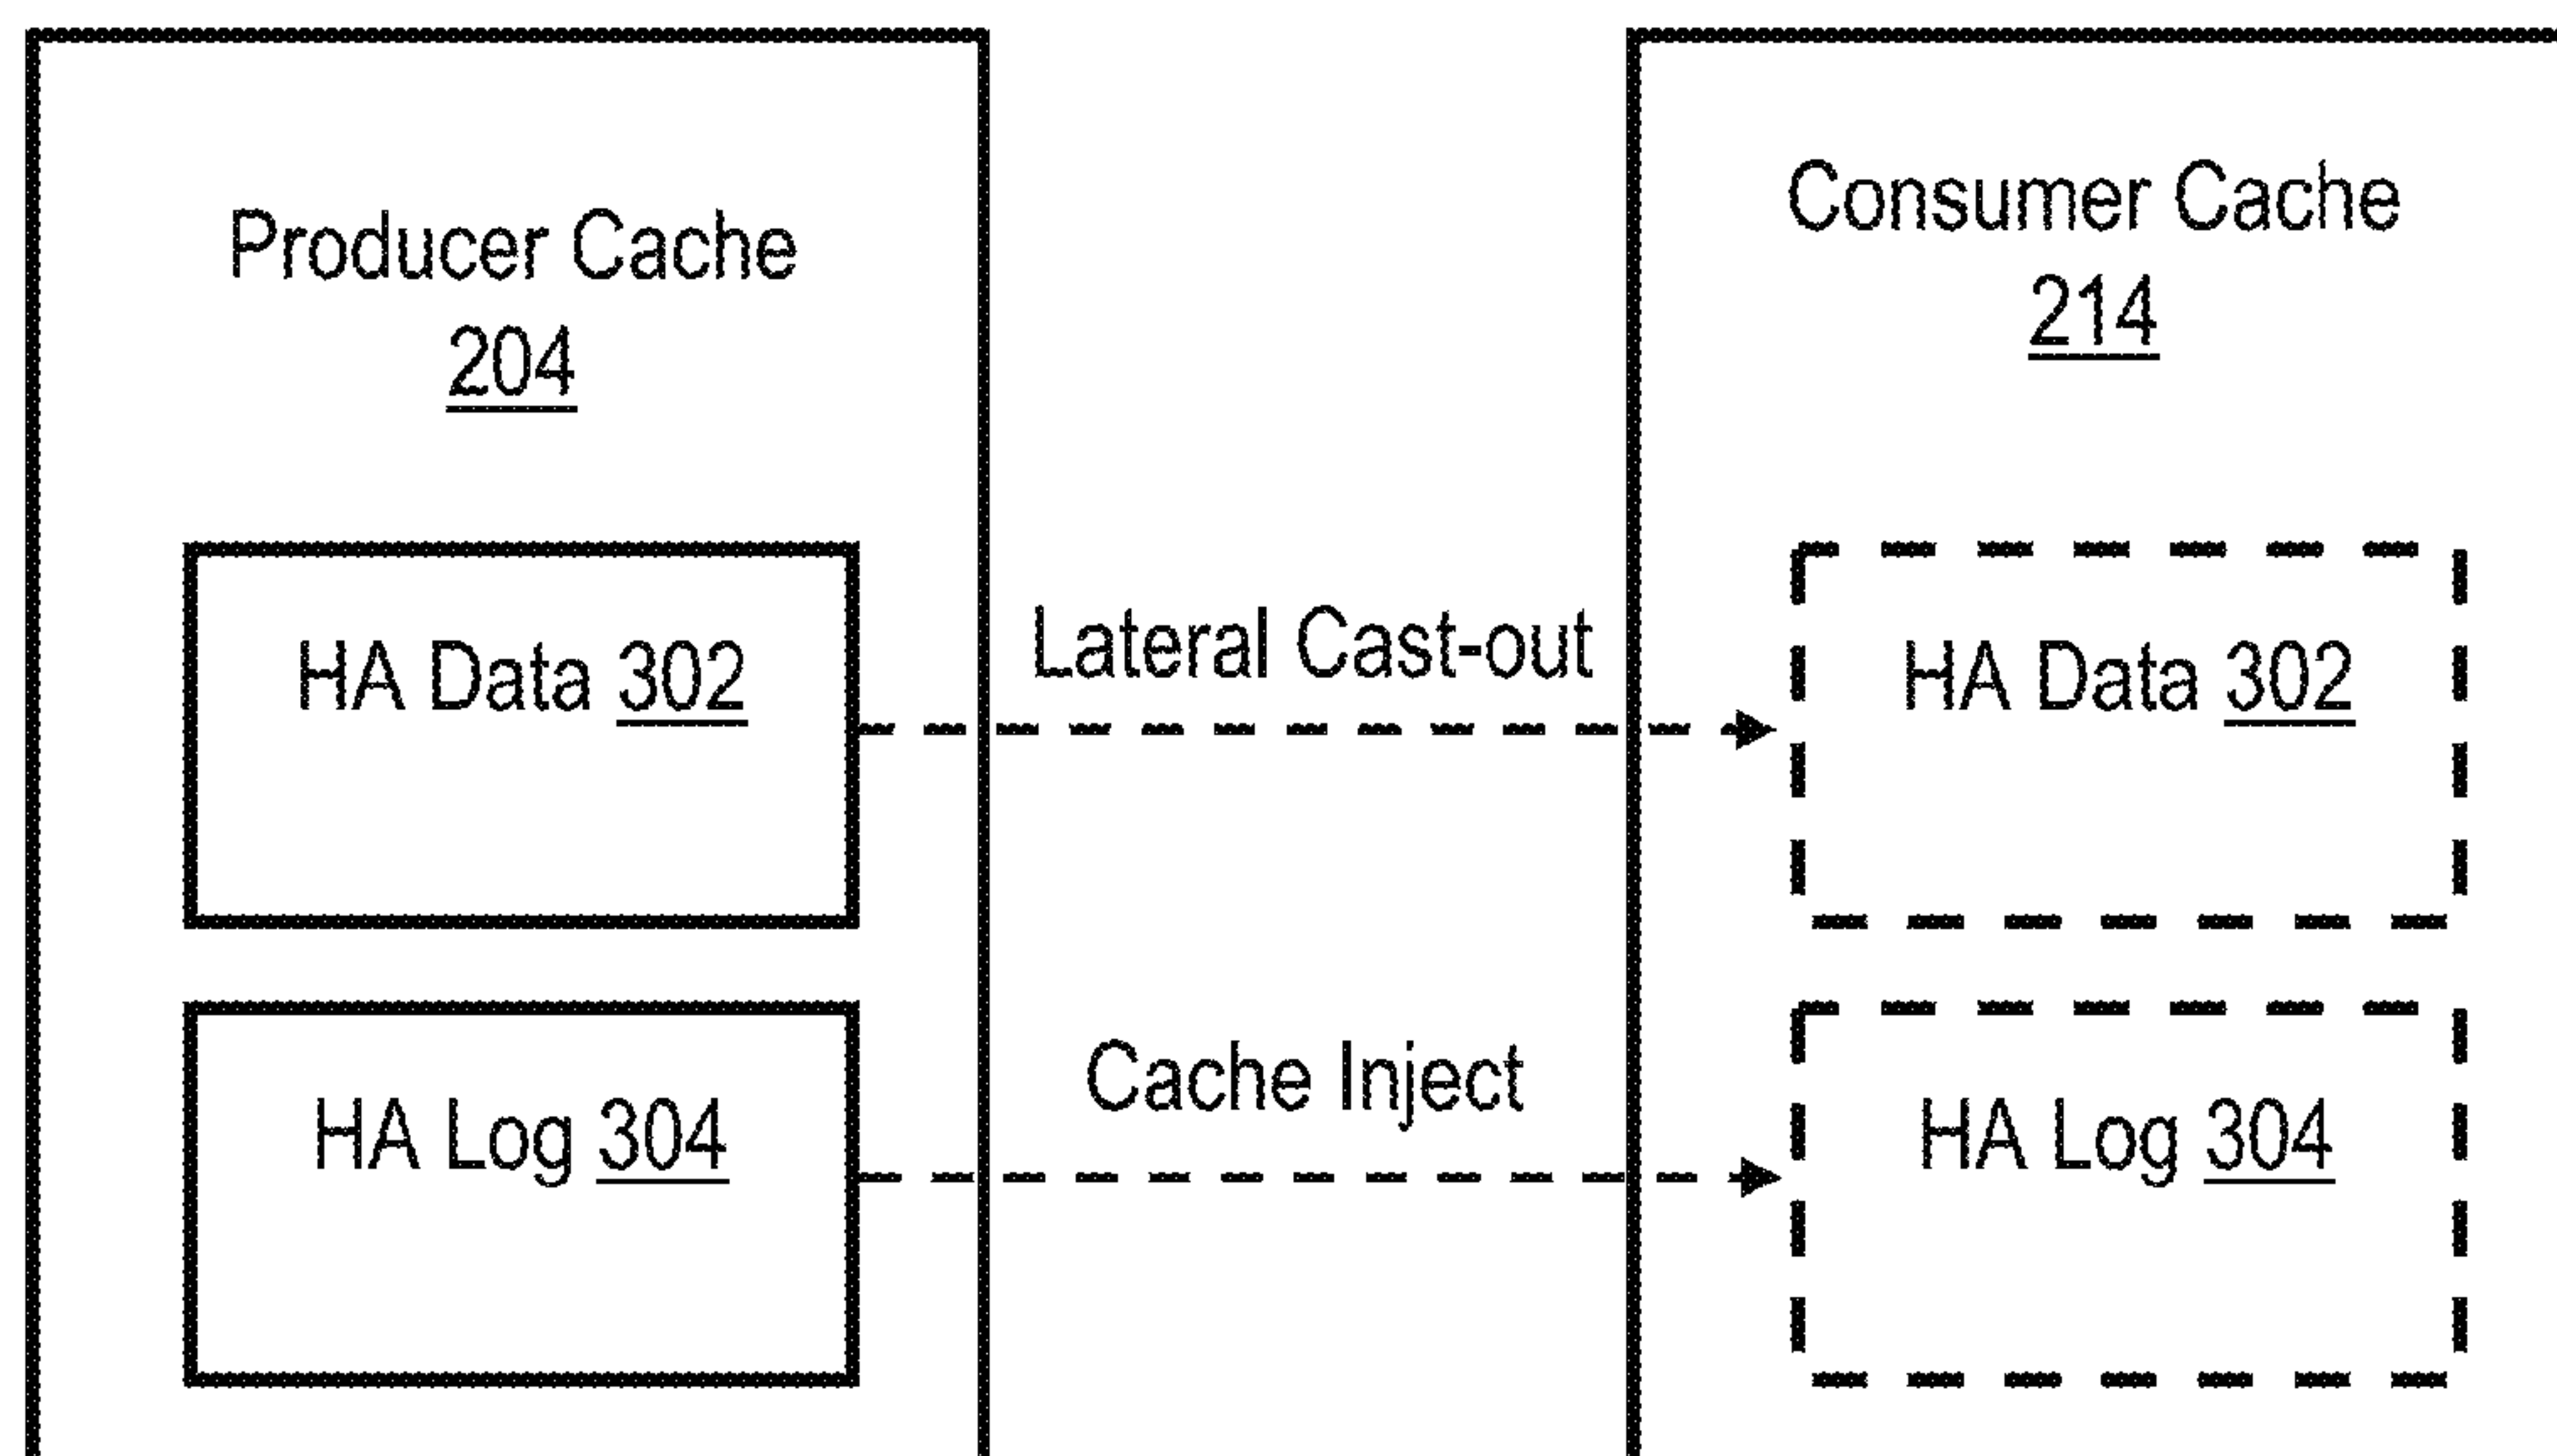 Producer Cache
204
Consumer Cache
214
HA Data 302
Lateral Cast-out
HA Data 302
HA Log 304
Cache Inject
HA Log 304